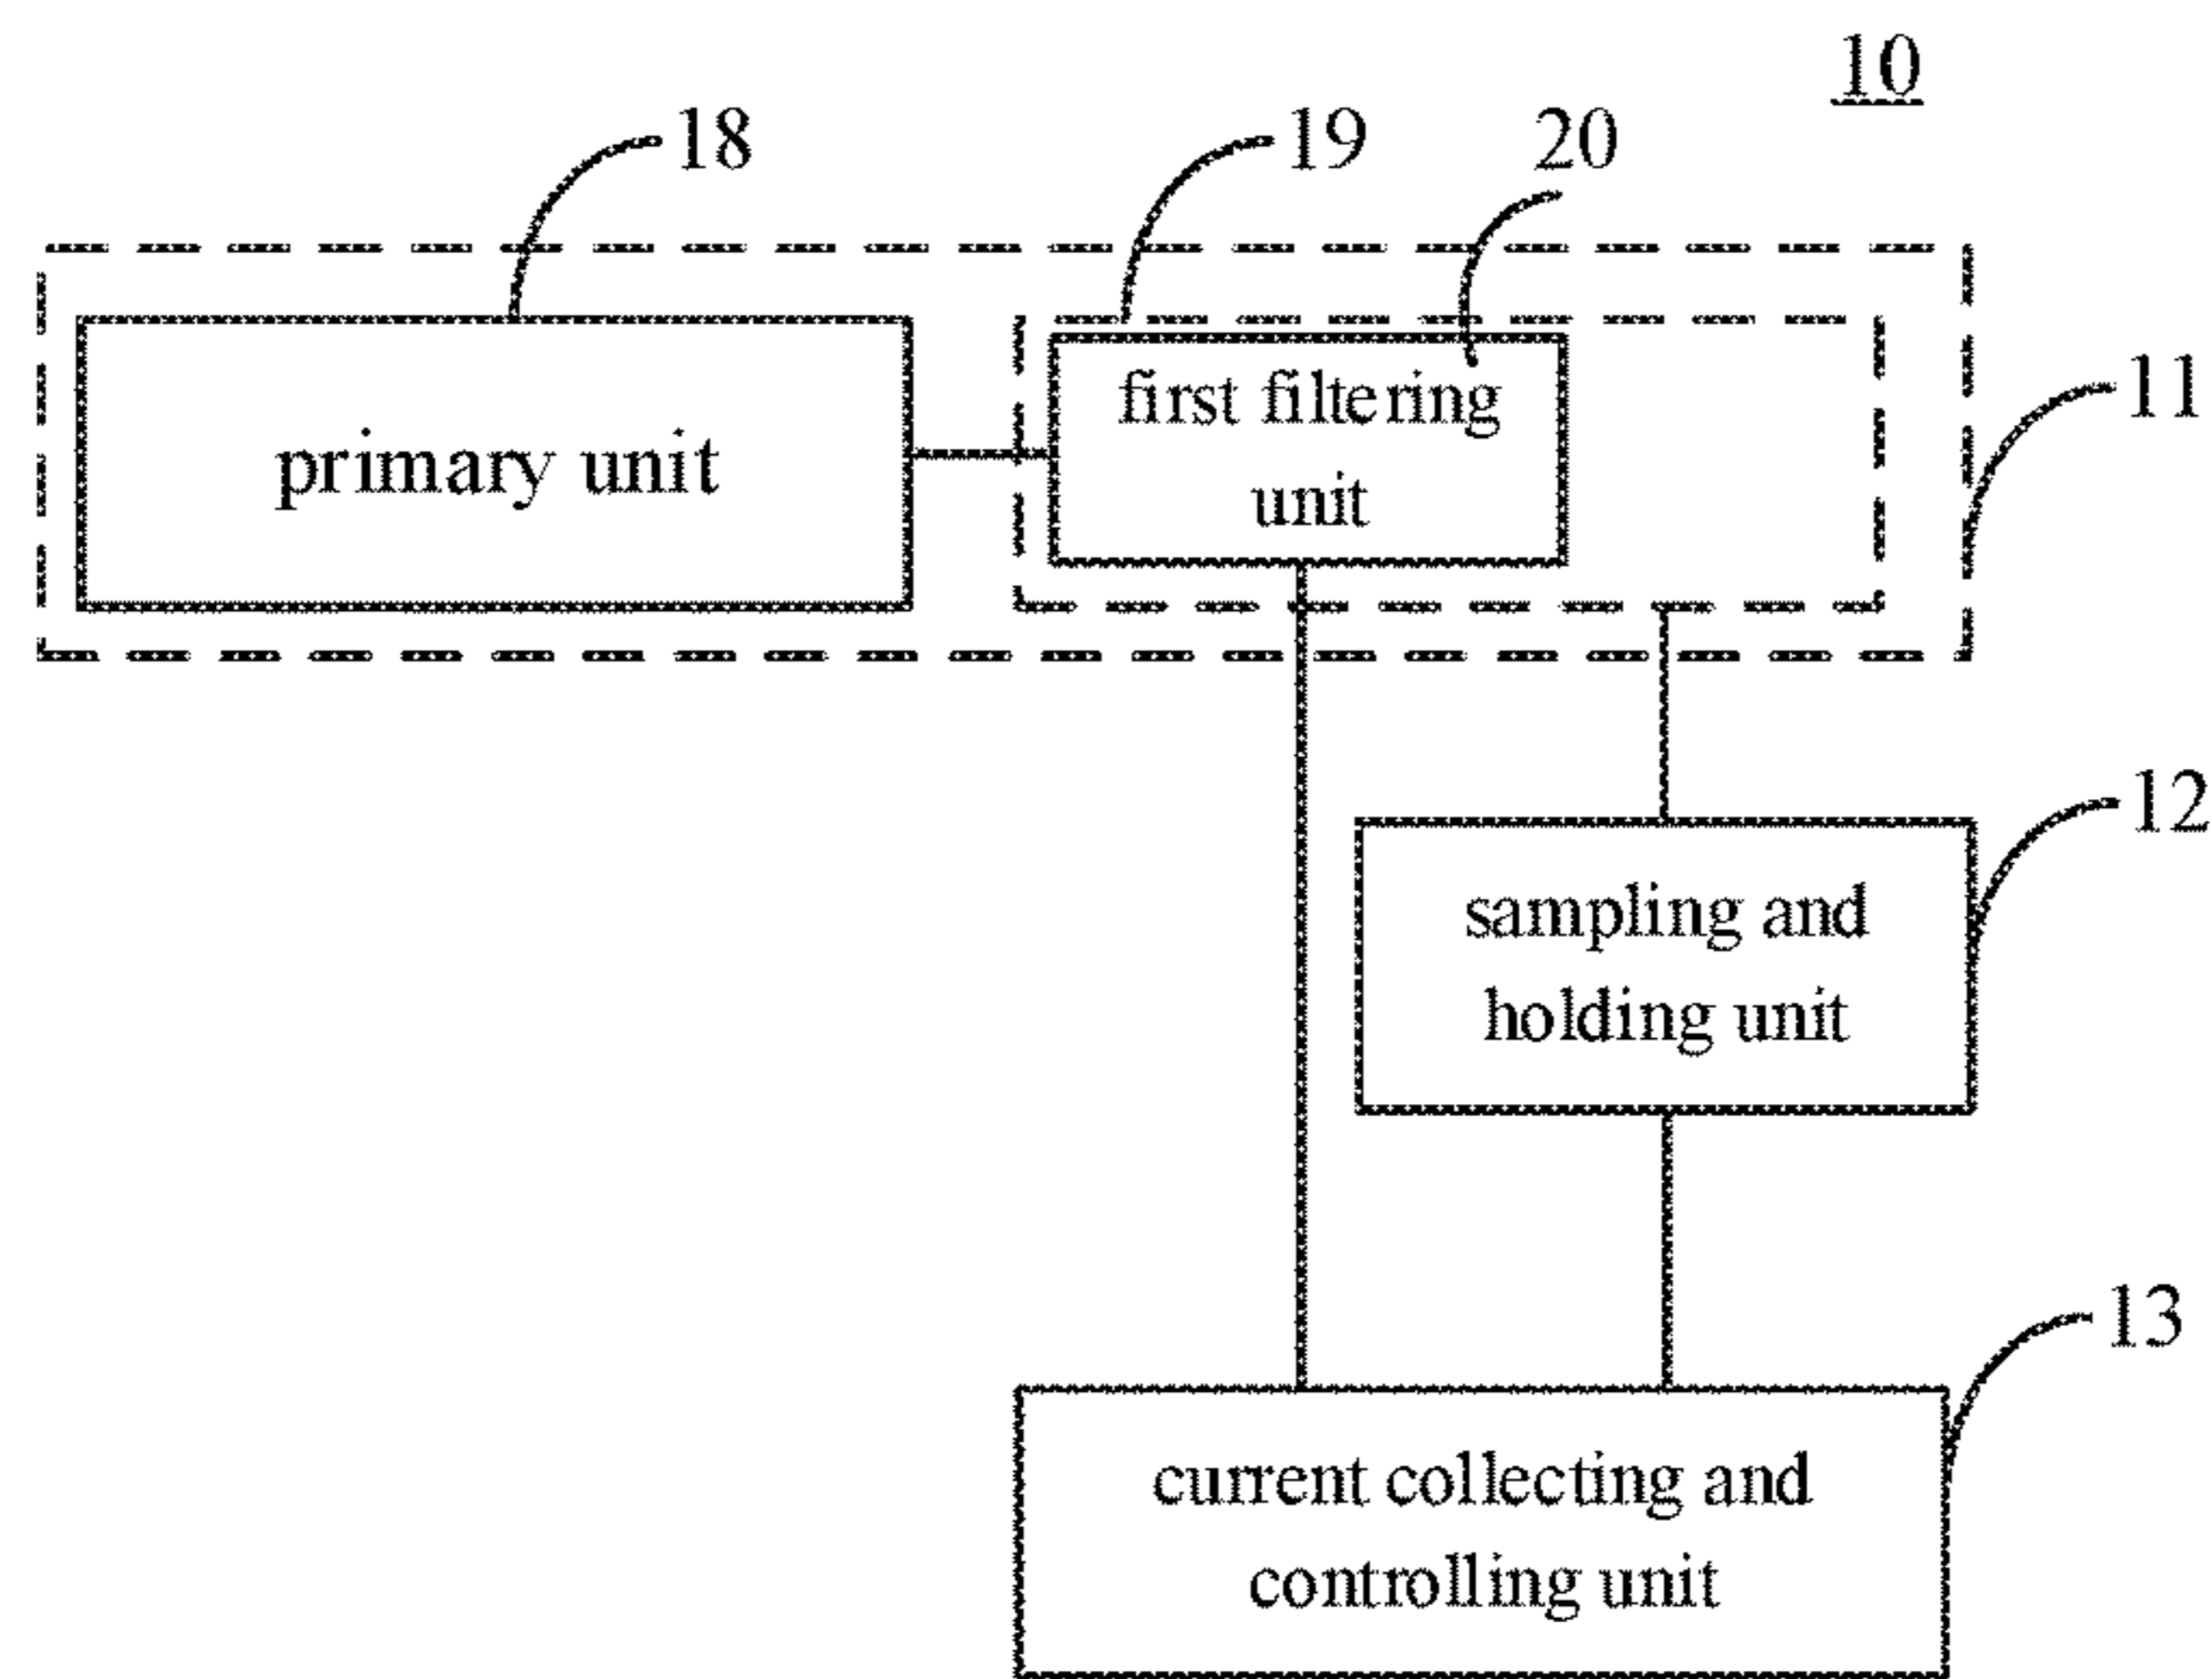 10
18
19
20
primary unit
first filtering
unit
11
12
sampling and
holding unit
13
current collecting and
controlling unit